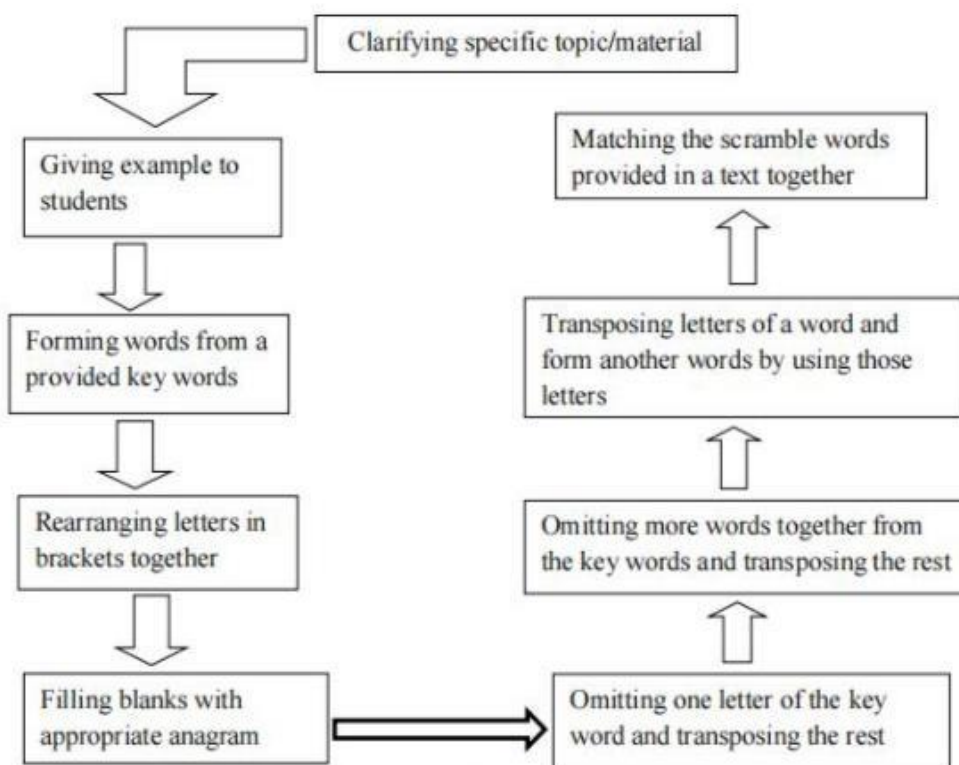 Clarifying specific topic/material
Giving example to
students
Forming words from a
provided key words
Rearranging letters in
brackets together
Filling blanks with
appropriate anagram
Omitting one letter of the key
word and transposing the rest
Omitting more words together from
the key words and transposing the rest
Transposing letters of a word and
form another words by using those
letters
Matching the scramble words
provided in a text together